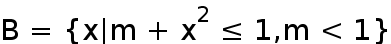 B = {x|m + x² ≤ 1,m < 1}